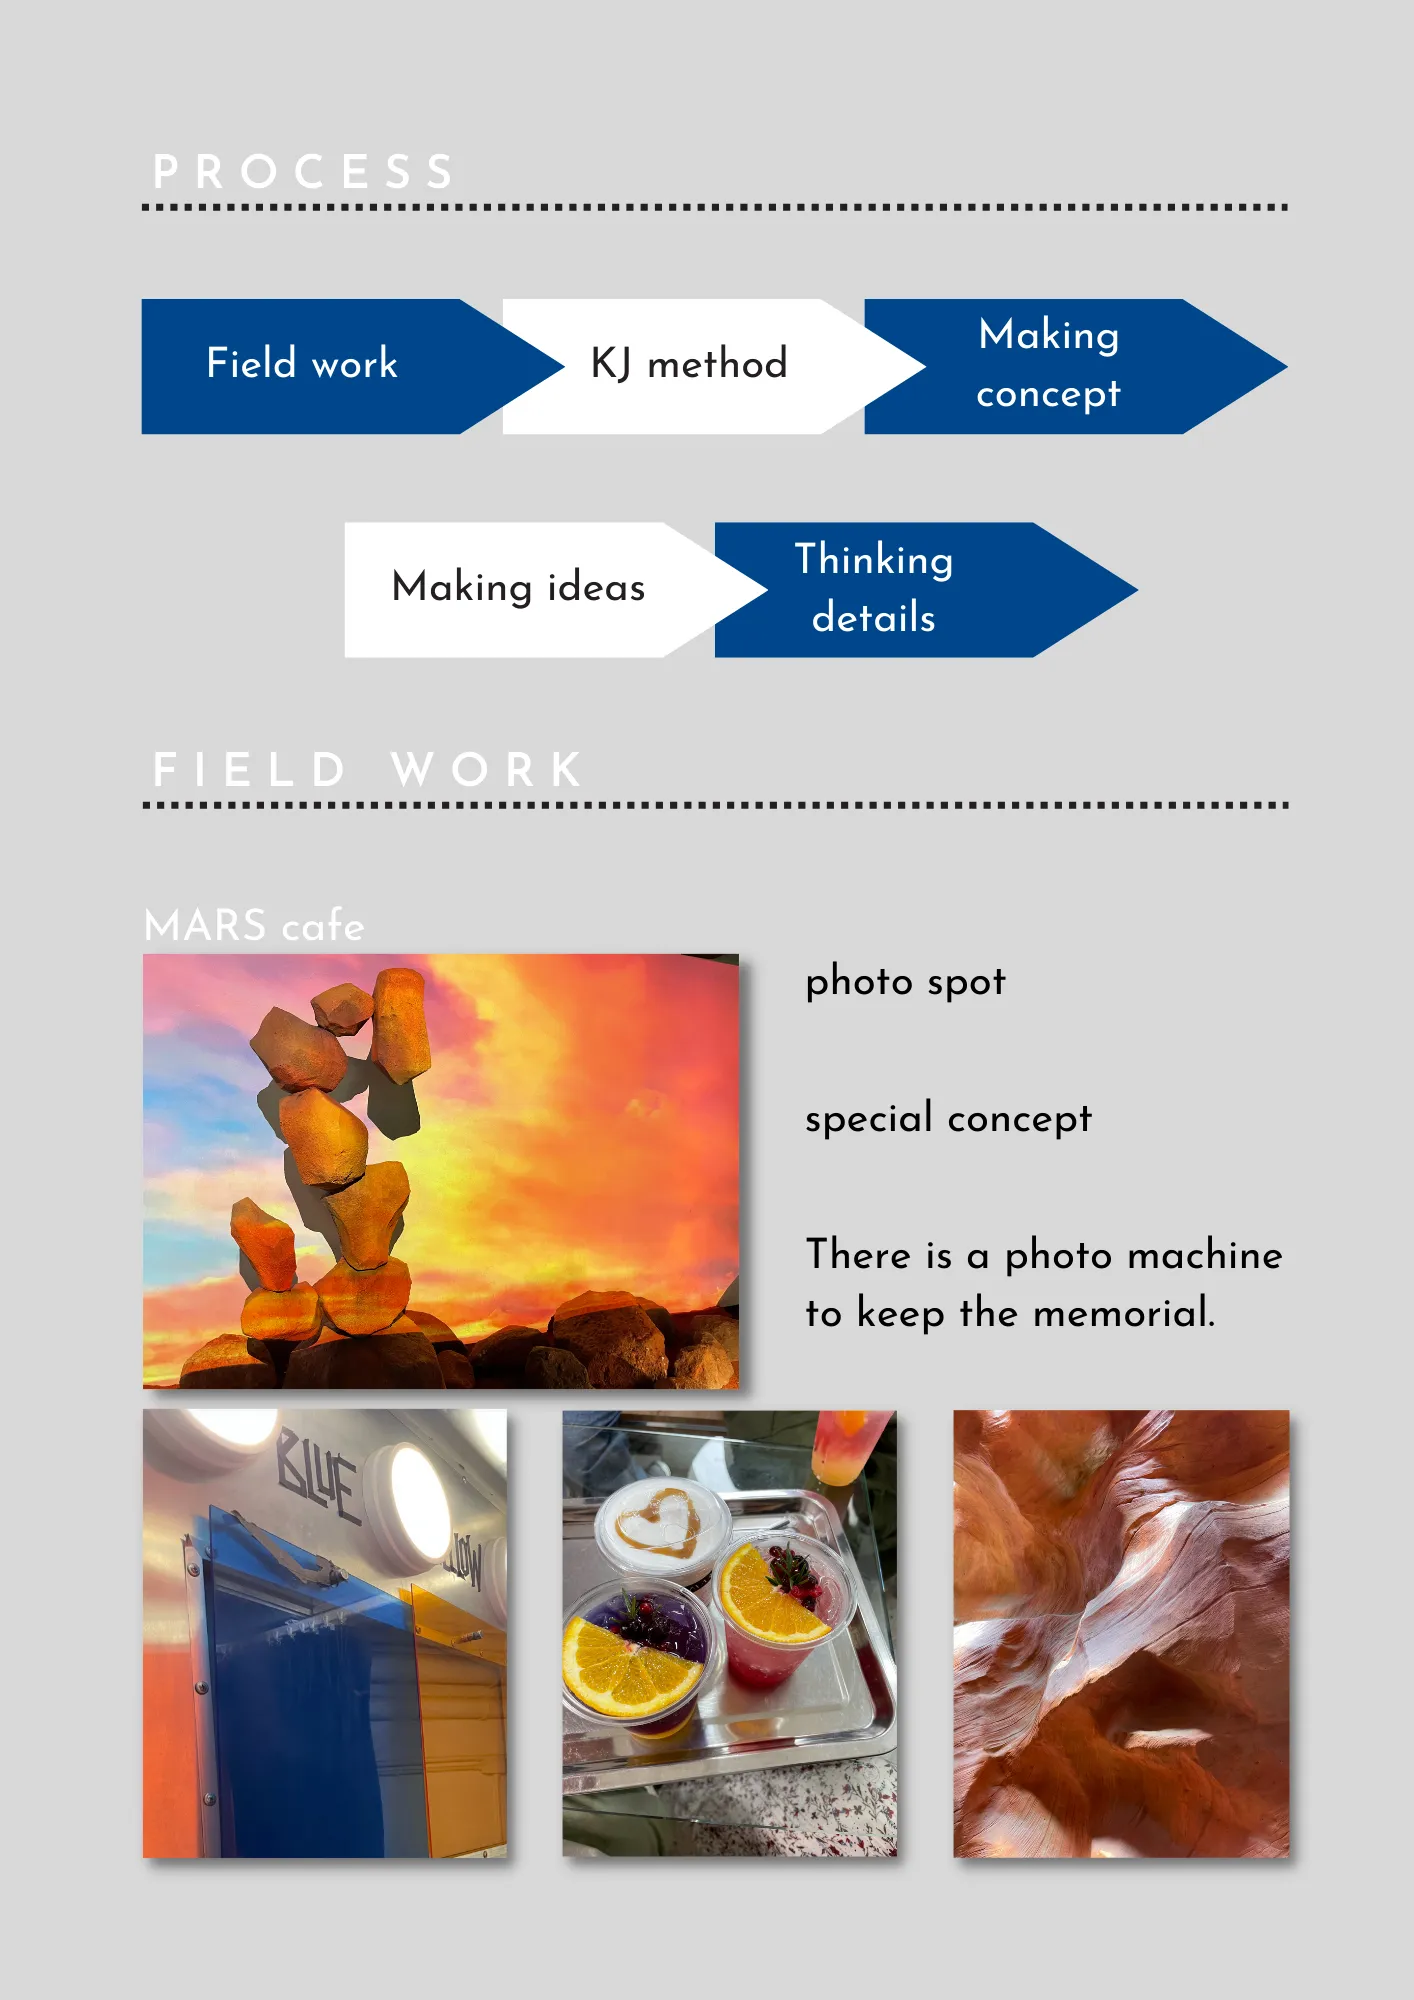 PROCESS
Field work
KJ method
Making
concept
Making ideas
Thinking
details
FIELD WORK
MARS cafe
photo spot
special concept
There is a photo machine
to keep the memorial.
BLUE